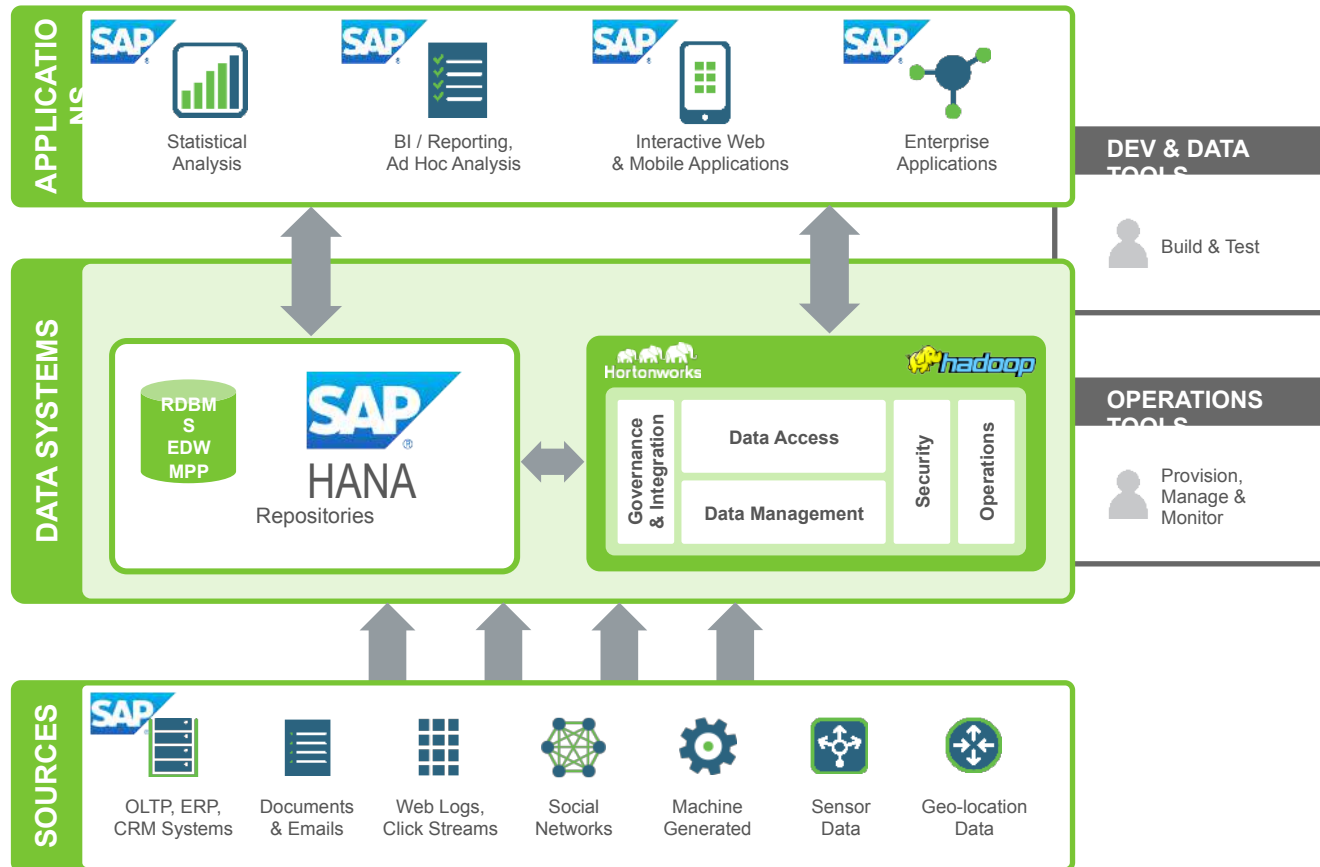 APPLICATIO
NS
SAP
®
SAP
®
SAP
®
SAP
®
Statistical
Analysis
BI / Reporting,
Ad Hoc Analysis
Interactive Web
& Mobile Applications
Enterprise
Applications
DEV & DATA
TOOLS
Build & Test
DATA SYSTEMS
RDBM
S
EDW
MPP
SAP
®
HANA
Repositories
Hortonworks
hadoop
Governance
& Integration
Data Access
Data Management
Security
Operations
OPERATIONS
TOOLS
Provision,
Manage &
Monitor
SOURCES
SAP
OLTP, ERP,
CRM Systems
Documents
& Emails
Web Logs,
Click Streams
Social
Networks
Machine
Generated
Sensor
Data
Geo-location
Data